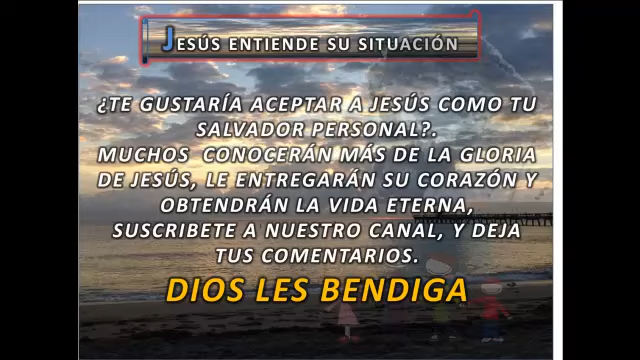 JESÚS ENTIENDE SU SITUACIÓN
¿TE GUSTARÍA ACEPTAR A JESÚS COMO TU
SALVADOR PERSONAL?.
MUCHOS CONOCERÁN MÁS DE LA GLORIA
DE JESÚS, LE ENTREGARÁN SU CORAZÓN Y
OBTENDRÁN LA VIDA ETERNA,
SUSCRIBETE A NUESTRO CANAL, Y DEJA
TUS COMENTARIOS.
DIOS LES BENDIGA